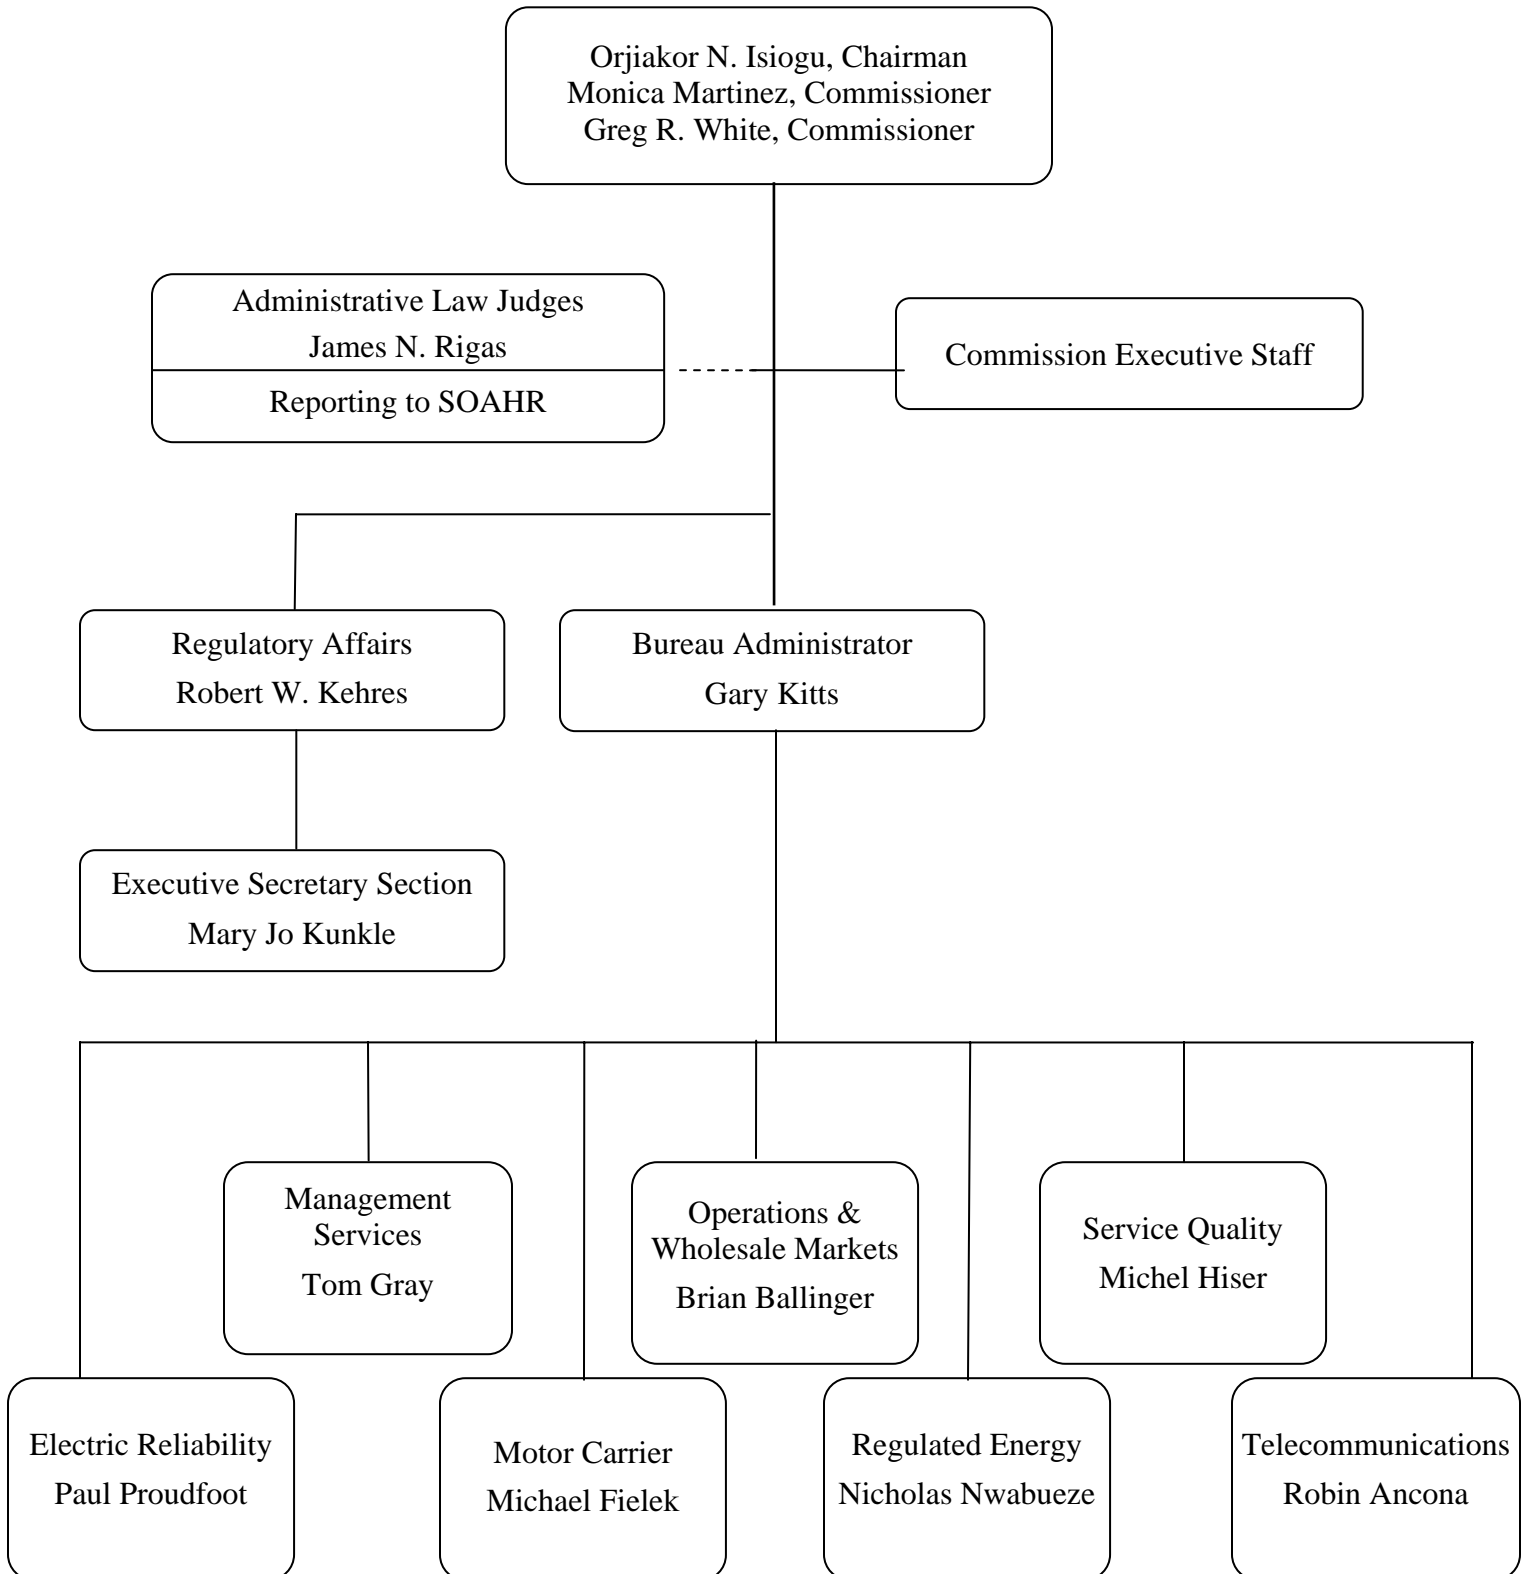 Orjiakor N. Isiogu, Chairman
Monica Martinez, Commissioner
Greg R. White, Commissioner
Administrative Law Judges
James N. Rigas
Reporting to SOAHR
Commission Executive Staff
Regulatory Affairs
Robert W. Kehres
Bureau Administrator
Gary Kitts
Executive Secretary Section
Mary Jo Kunkle
Management
Services
Tom Gray
Operations &
Wholesale Markets
Brian Ballinger
Service Quality
Michel Hiser
Electric Reliability
Paul Proudfoot
Motor Carrier
Michael Fielek
Regulated Energy
Nicholas Nwabueze
Telecommunications
Robin Ancona